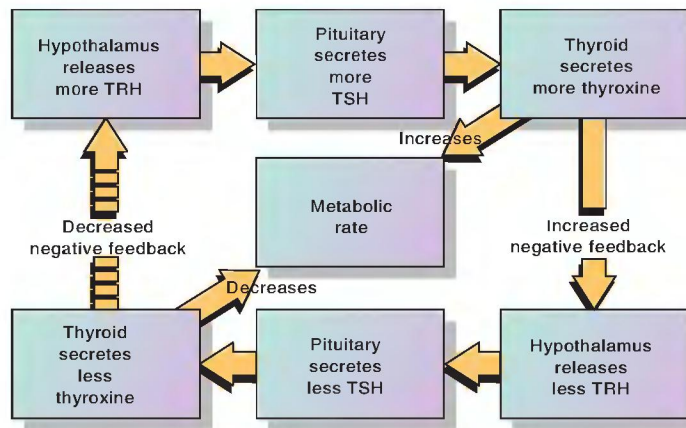 Hypothalamus
releases
more TRH
Pituitary
secretes
more
TSH
Thyroid
secretes
more thyroxine
Increases
Metabolic
rate
Decreased
negative feedback
Increased
negative feedback
Decreases
Thyroid
secretes
less
thyroxine
Pituitary
secretes
less TSH
Hypothalamus
releases
less TRH